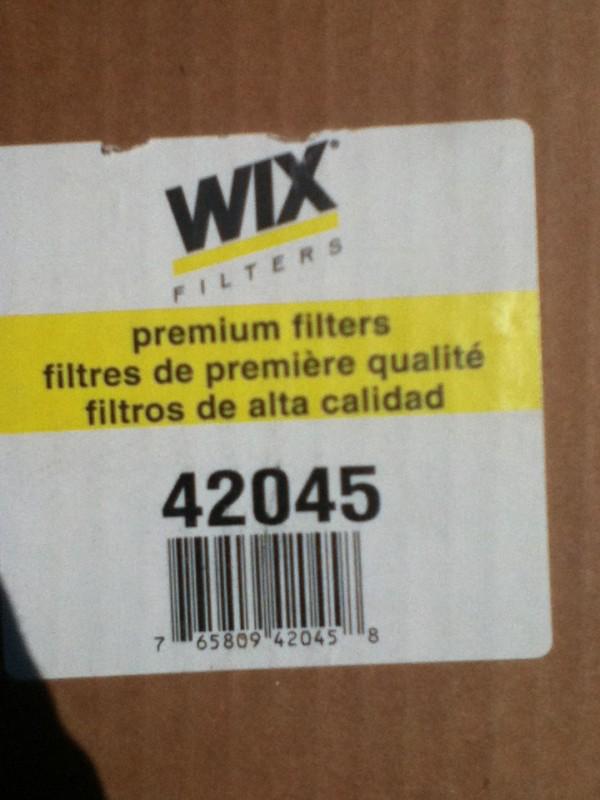 WIX®
FILTERS
premium filters
filtres de première qualité
filtros de alta calidad
42045
7 65809 42045 8